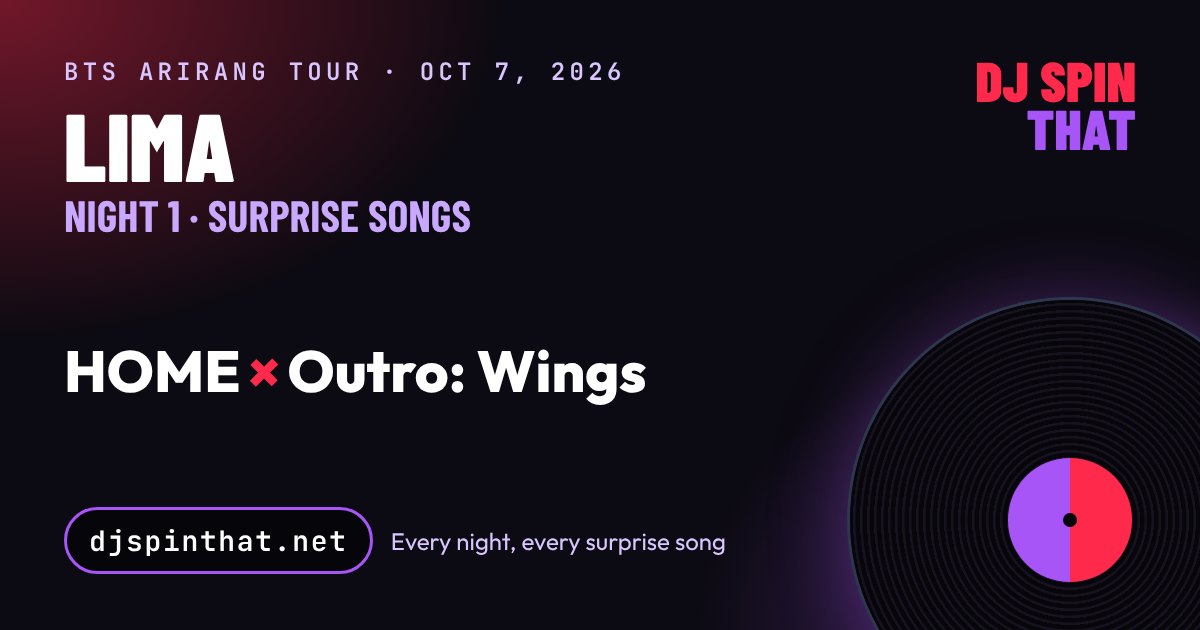 BTS ARIRANG TOUR · OCT 7, 2026
DJ SPIN
THAT
LIMA
NIGHT 1 · SURPRISE SONGS
HOME × Outro: Wings
djspinthat.net
Every night, every surprise song